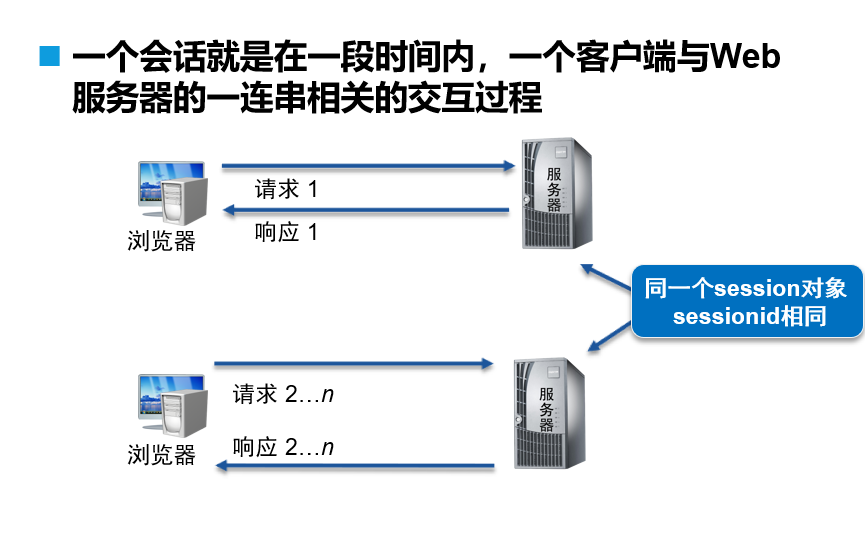 一个会话就是在一段时间内，一个客户端与Web
服务器的一连串相关的交互过程
请求 1
响应 1
浏览器
服务器
同一个session对象
sessionid相同
请求 2…n
响应 2…n
浏览器
服务器